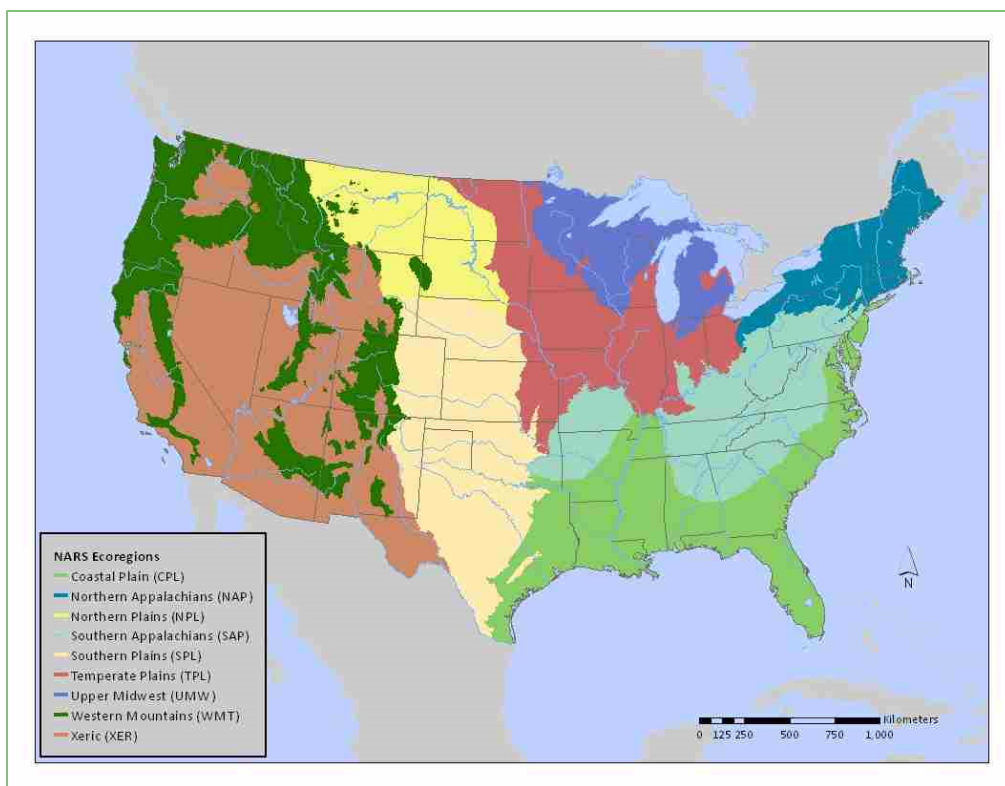 NARS Ecoregions
Coastal Plain (CPL)
Northern Appalachians (NAP)
Northern Plains (NPL)
Southern Appalachians (SAP)
Southern Plains (SPL)
Temperate Plains (TPL)
Upper Midwest (UMW)
Western Mountains (WMT)
Xeric (XER)
N
Kilometers
0 125 250 500 750 1,000